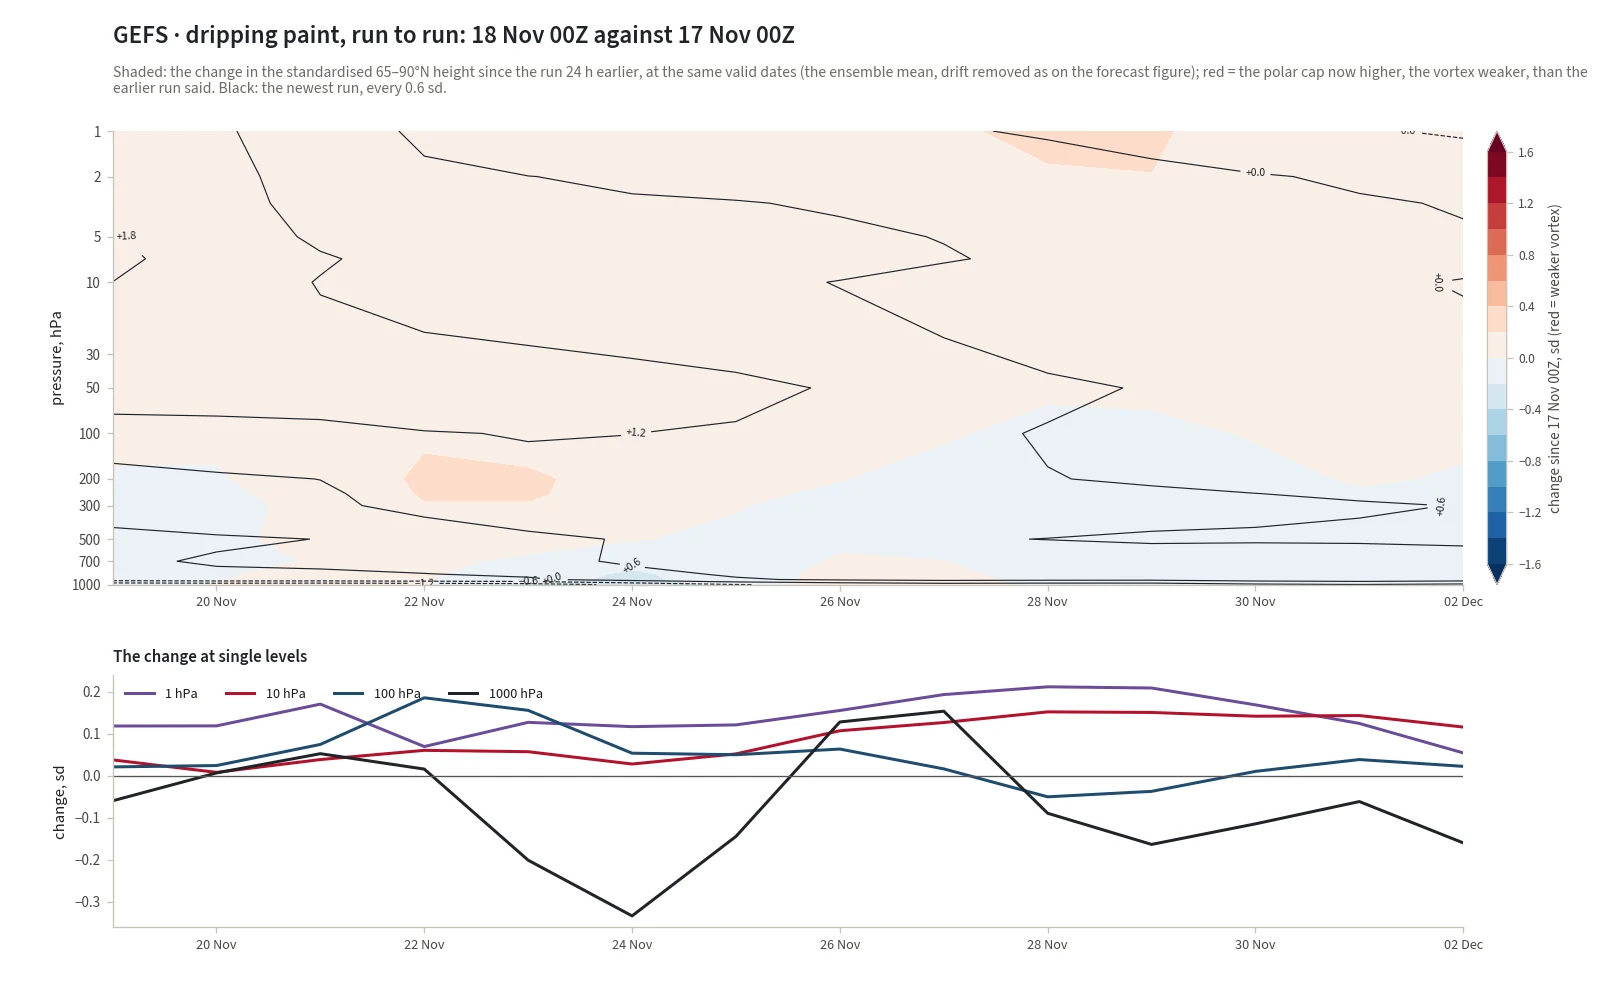 GEFS · dripping paint, run to run: 18 Nov 00Z against 17 Nov 00Z
Shaded: the change in the standardised 65–90°N height since the run 24 h earlier, at the same valid dates (the ensemble mean, drift removed as on the forecast figure); red = the polar cap now higher, the vortex weaker, than the
earlier run said. Black: the newest run, every 0.6 sd.
pressure, hPa
1
2
5
10
30
50
100
200
300
500
700
1000
+1.8
+1.2
+0.6
+0.0
+0.0
+0.0
+0.6
20 Nov
22 Nov
24 Nov
26 Nov
28 Nov
30 Nov
02 Dec
1.6
1.2
0.8
0.4
0.0
−0.4
−0.8
−1.2
−1.6
change since 17 Nov 00Z, sd (red = weaker vortex)
The change at single levels
1 hPa
10 hPa
100 hPa
1000 hPa
change, sd
0.2
0.1
0.0
−0.1
−0.2
−0.3
20 Nov
22 Nov
24 Nov
26 Nov
28 Nov
30 Nov
02 Dec